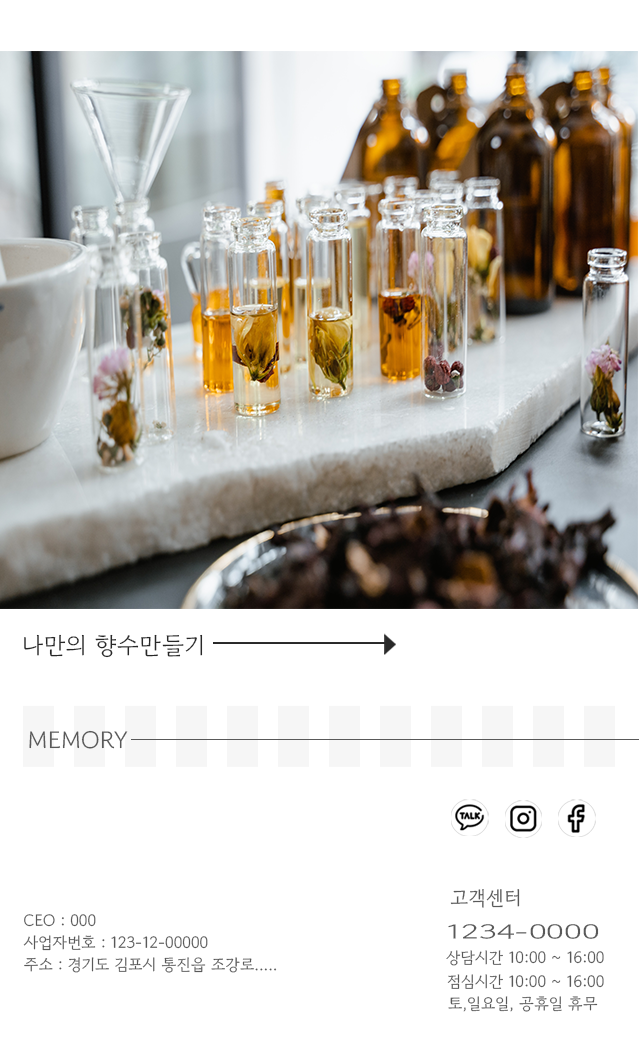 나만의 향수만들기
MEMORY
TALK
CEO : 000
사업자번호 : 123-12-00000
주소 : 경기도 김포시 통진읍 조강로.....
고객센터
1234-0000
상담시간 10:00 ~ 16:00
점심시간 10:00 ~ 16:00
토,일요일, 공휴일 휴무